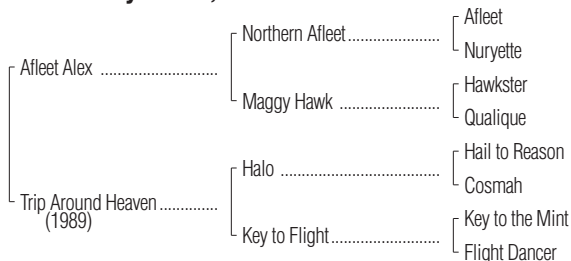 Afleet
Northern Afleet....................
Nuryette
Afleet Alex ..........................
Hawkster
Maggy Hawk ......................
Qualique
Hail to Reason
Halo ...................................
Cosmah
Trip Around Heaven.............
(1989)
Key to the Mint
Key to Flight........................
Flight Dancer